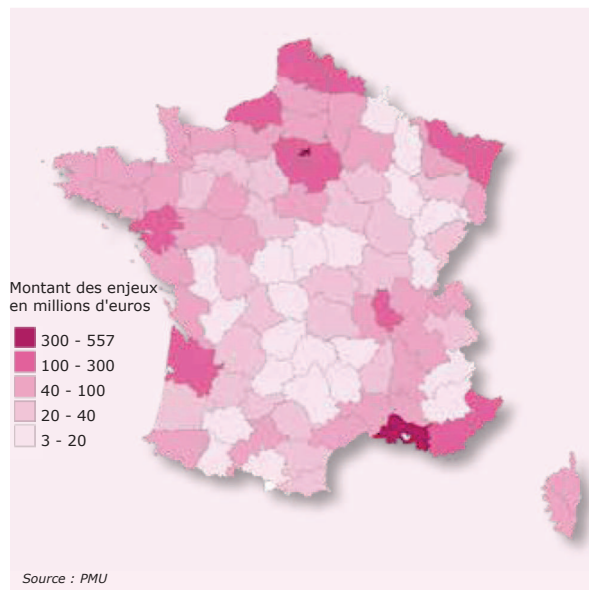 Montant des enjeux
en millions d'euros
300 - 557
100 - 300
40 - 100
20 - 40
3 - 20
Source : PMU